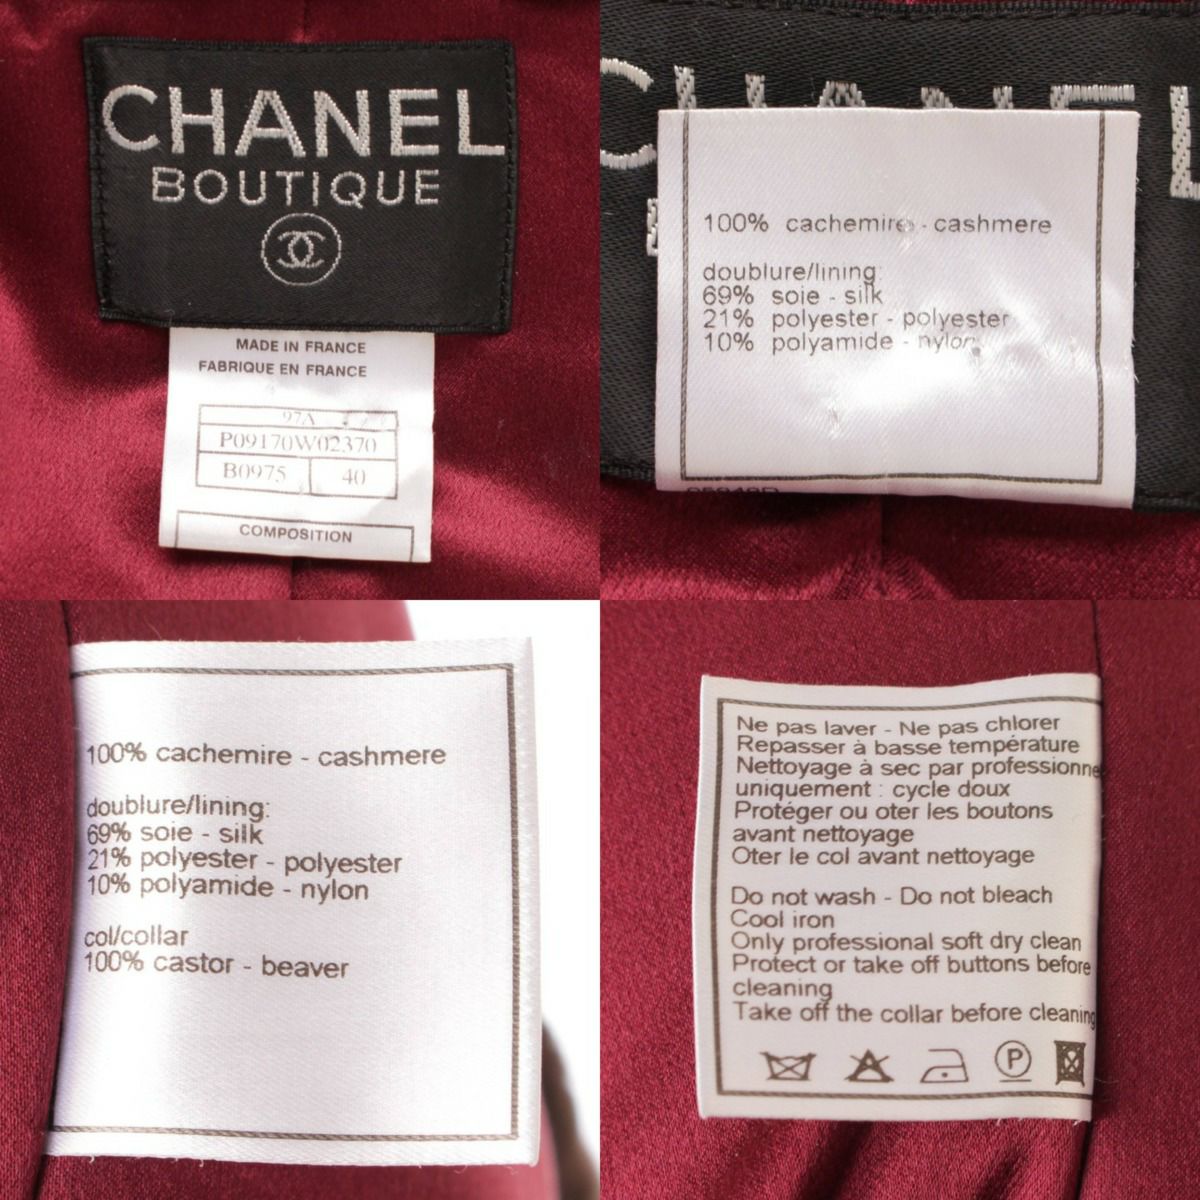 CHANEL
BOUTIQUE
MADE IN FRANCE
FABRIQUE EN FRANCE
97A
P09170W02370
B0975 40
COMPOSITION
CHANEL
100% cachemire - cashmere
doublure/lining:
69% soie - silk
21% polyester - polyester
10% polyamide - nylon
100% cachemire - cashmere
doublure/lining:
69% soie - silk
21% polyester - polyester
10% polyamide - nylon
col/collar
100% castor - beaver
Ne pas laver - Ne pas chlorer
Repasser à basse température
Nettoyage à sec par professionne
uniquement : cycle doux
Protéger ou oter les boutons
avant nettoyage
Oter le col avant nettoyage
Do not wash - Do not bleach
Cool iron
Only professional soft dry clean
Protect or take off buttons before
cleaning
Take off the collar before cleaning
P